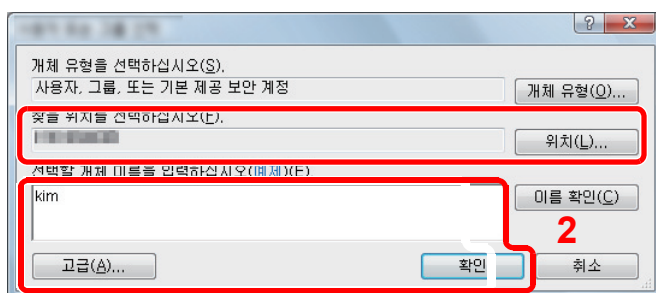 개체 유형을 선택하십시오(S).
사용자, 그룹, 또는 기본 제공 보안 계정
개체 유형(O)...
찾을 위치를 선택하십시오(F).
위치(L)...
선택할 개체 이름을 입력하십시오(예제)(E)
kim
이름 확인(C)
2
고급(A)...
확인
취소